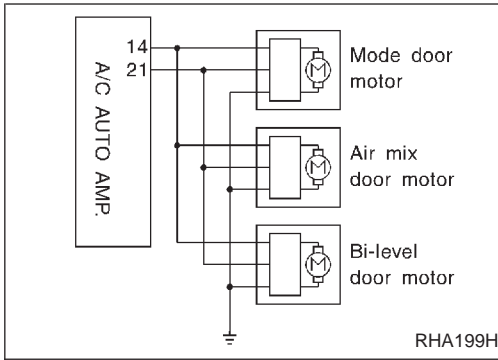 A/C AUTO AMP.
14
21
M
Mode door
motor
M
Air mix
door motor
M
Bi-level
door motor
RHA199H